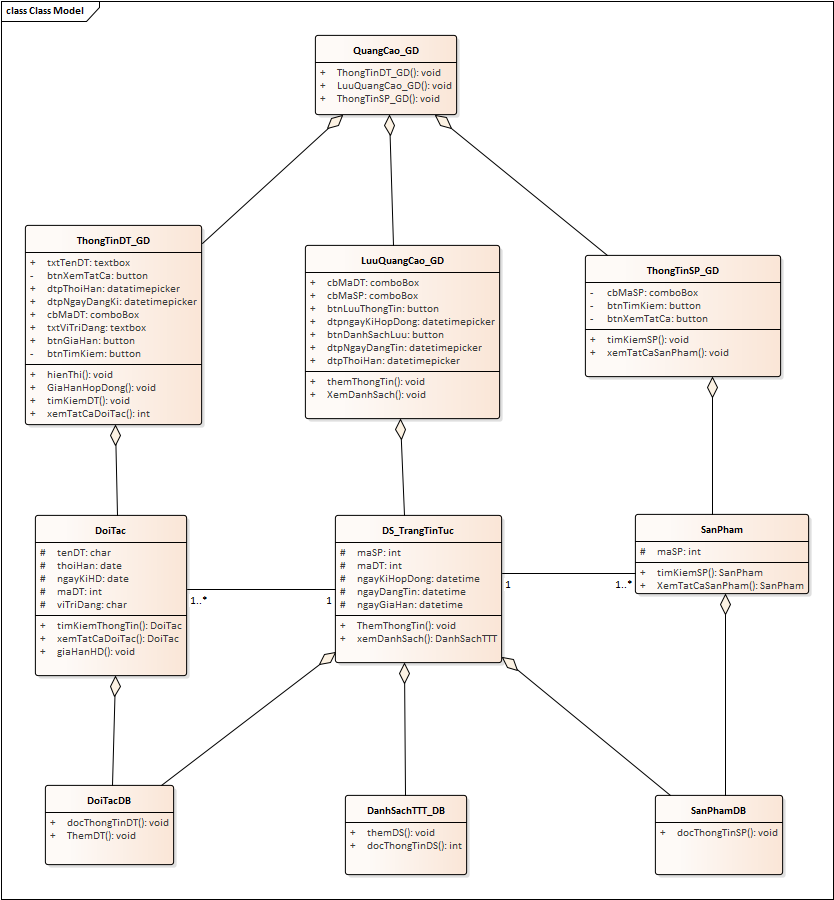 class Class Model
QuangCao_GD
+ ThongTinDT_GD(): void
+ LuuQuangCao_GD(): void
+ ThongTinSP_GD(): void
ThongTinDT_GD
+ txtTenDT: textbox
- btnXemTatCa: button
+ dtpThoiHan: datatimepicker
+ dtpNgayDangKi: datetimepicker
+ cbMaDT: comboBox
+ txtViTriDang: textbox
+ btnGiaHan: button
- btnTimKiem: button
+ hienThi(): void
+ GiaHanHopDong(): void
+ timKiemDT(): void
+ xemTatCaDoiTac(): int
LuuQuangCao_GD
+ cbMaDT: comboBox
+ cbMaSP: comboBox
+ btnLuuThongTin: button
+ dtpngayKiHopDong: datetimepicker
+ btnDanhSachLuu: button
+ dtpNgayDangTin: datetimepicker
+ dtpThoiHan: datetimepicker
+ themThongTin(): void
+ XemDanhSach(): void
ThongTinSP_GD
- cbMaSP: comboBox
- btnTimKiem: button
- btnXemTatCa: button
+ timKiemSP(): void
+ xemTatCaSanPham(): void
DoiTac
# tenDT: char
# thoiHan: date
# ngayKiHD: date
# maDT: int
# viTriDang: char
+ timKiemThongTin(): DoiTac
+ xemTatCaDoiTac(): DoiTac
+ giaHanHD(): void
1..*
1
DS_TrangTinTuc
# maSP: int
# maDT: int
# ngayKiHopDong: datetime
# ngayDangTin: datetime
# ngayGiaHan: datetime
+ ThemThongTin(): void
+ xemDanhSach(): DanhSachTTT
1
1..*
SanPham
# maSP: int
+ timKiemSP(): SanPham
+ XemTatCaSanPham(): SanPham
DoiTacDB
+ docThongTinDT(): void
+ ThemDT(): void
DanhSachTTT_DB
+ themDS(): void
+ docThongTinDS(): int
SanPhamDB
+ docThongTinSP(): void